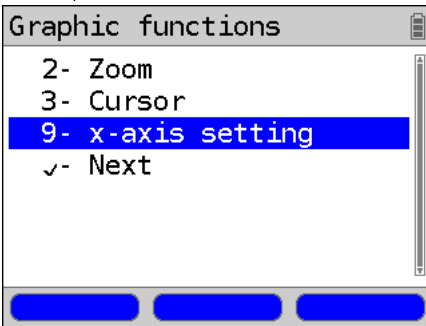 Graphic functions
2- Zoom
3- Cursor
9- x-axis setting
✓- Next